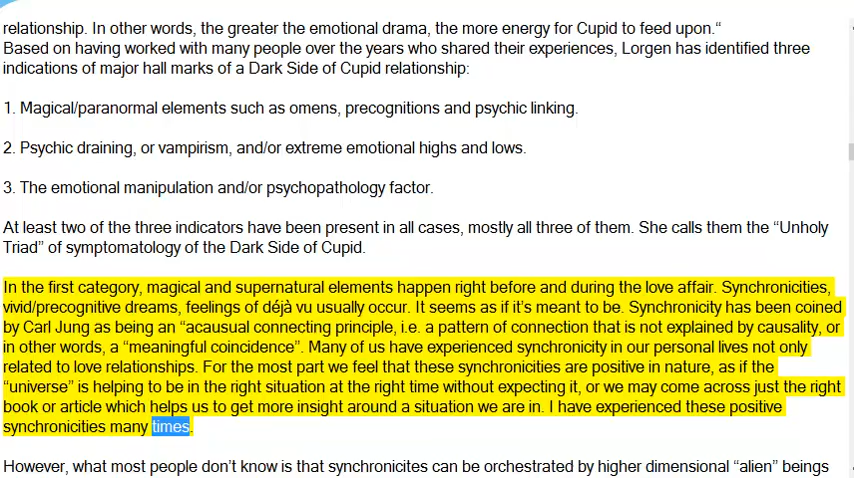 relationship. In other words, the greater the emotional drama, the more energy for Cupid to feed upon.“
Based on having worked with many people over the years who shared their experiences, Lorgen has identified three
indications of major hall marks of a Dark Side of Cupid relationship:
1. Magical/paranormal elements such as omens, precognitions and psychic linking.
2. Psychic draining, or vampirism, and/or extreme emotional highs and lows.
3. The emotional manipulation and/or psychopathology factor.
At least two of the three indicators have been present in all cases, mostly all three of them. She calls them the “Unholy
Triad” of symptomatology of the Dark Side of Cupid.
In the first category, magical and supernatural elements happen right before and during the love affair. Synchronicities,
vivid/precognitive dreams, feelings of déjà vu usually occur. It seems as if it’s meant to be. Synchronicity has been coined
by Carl Jung as being an “acausual connecting principle, i.e. a pattern of connection that is not explained by causality, or
in other words, a “meaningful coincidence”. Many of us have experienced synchronicity in our personal lives not only
related to love relationships. For the most part we feel that these synchronicities are positive in nature, as if the
“universe” is helping to be in the right situation at the right time without expecting it, or we may come across just the right
book or article which helps us to get more insight around a situation we are in. I have experienced these positive
synchronicities many times.
However, what most people don’t know is that synchronicites can be orchestrated by higher dimensional “alien” beings